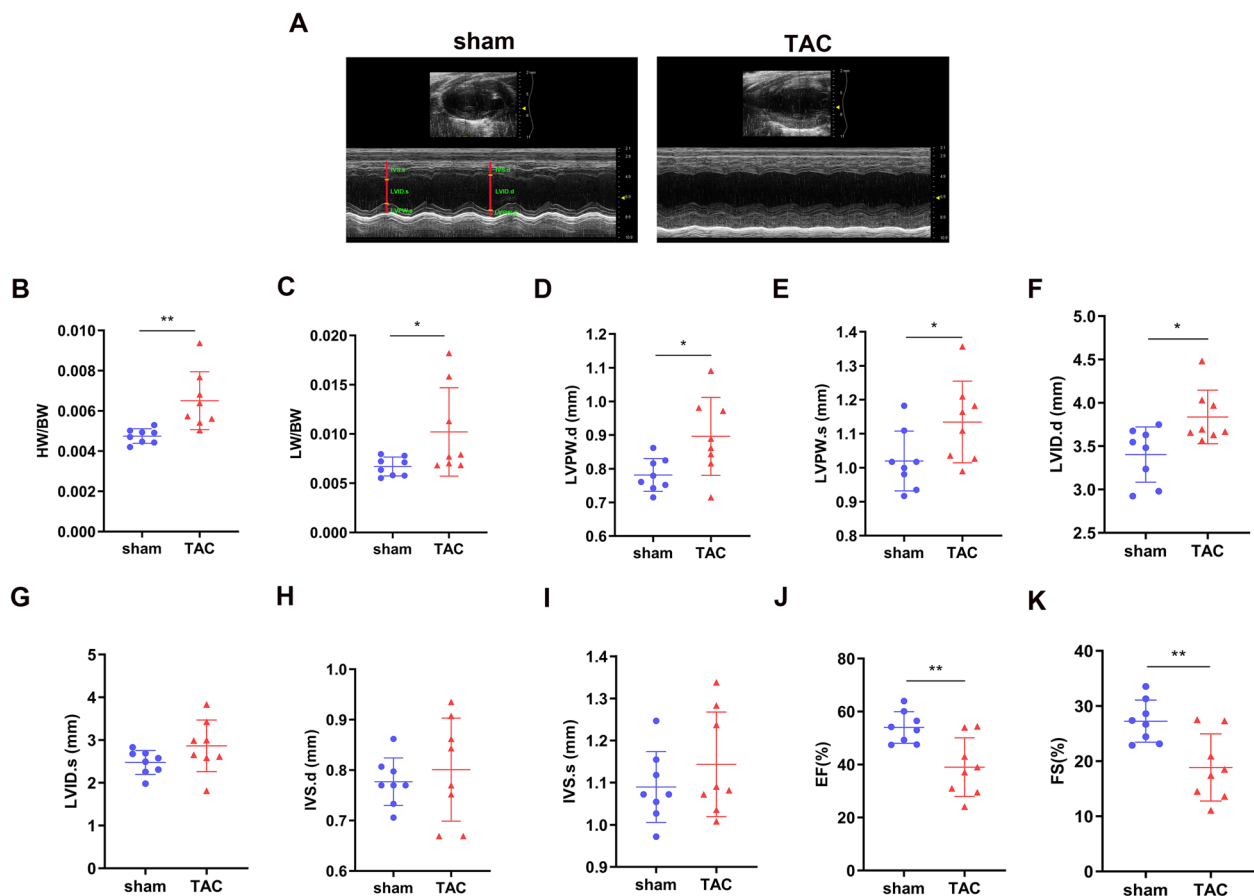 A
sham
TAC
IVS.s
IVS.d
LVID.s
LVID.d
LVPW.s
B
C
D
E
F
**
*
*
*
*
HW/BW
0.010
0.008
0.006
0.004
0.002
0.000
sham
TAC
LW/BW
0.020
0.015
0.010
0.005
0.000
sham
TAC
LVPW.d (mm)
1.2
1.1
1.0
0.9
0.8
0.7
0.6
sham
TAC
LVPW.s (mm)
1.4
1.3
1.2
1.1
1.0
0.9
0.8
sham
TAC
LVID.d (mm)
5.0
4.5
4.0
3.5
3.0
2.5
sham
TAC
G
H
I
J
K
LVID.s (mm)
5
4
3
2
1
0
sham
TAC
IVS.d (mm)
1.0
0.9
0.8
0.7
0.6
sham
TAC
IVS.s (mm)
1.4
1.3
1.2
1.1
1.0
0.9
sham
TAC
EF(%)
80
60
40
20
0
**
sham
TAC
FS(%)
40
30
20
10
0
**
sham
TAC